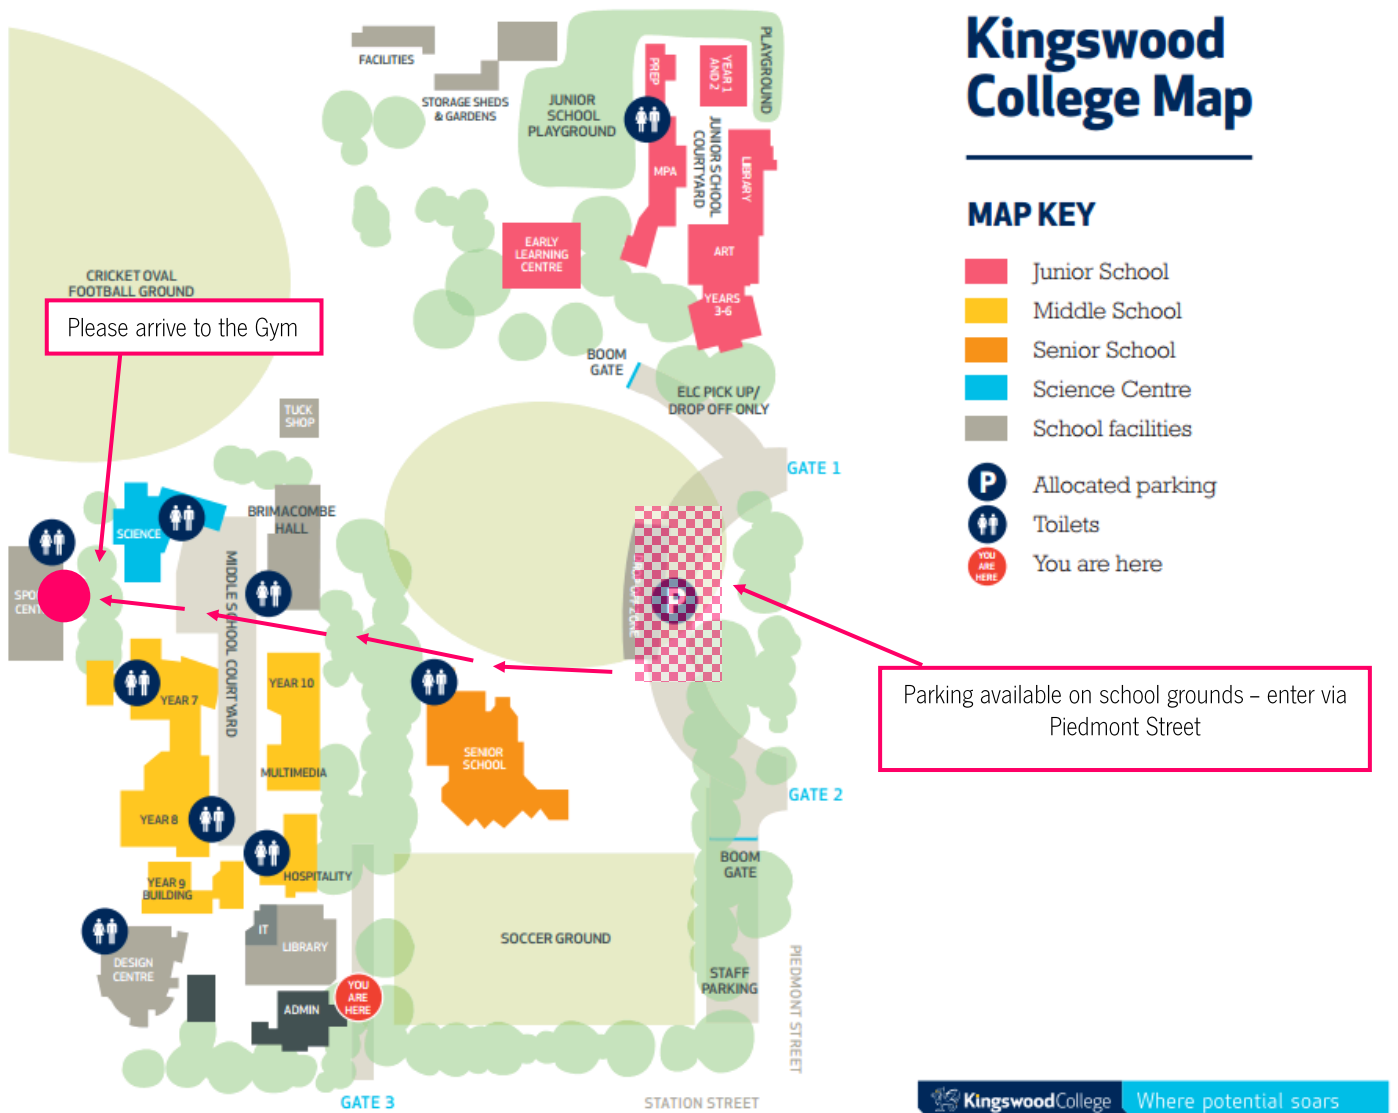 Kingswood
College Map
MAP KEY
Junior School
Middle School
Senior School
Science Centre
School facilities
P
Allocated parking
Toilets
YOU
ARE
HERE
You are here
FACILITIES
STORAGE SHEDS
& GARDENS
JUNIOR
SCHOOL
PLAYGROUND
PLAYGROUND
PREP
YEAR 1
AND 2
MPA
JUNIOR SCHOOL
COURTYARD
LIBRARY
EARLY
LEARNING
CENTRE
ART
YEARS
3-6
CRICKET OVAL
FOOTBALL GROUND
Please arrive to the Gym
BOOM
GATE
ELC PICK UP/
DROP OFF ONLY
TUCK
SHOP
GATE 1
BRIMACOMBE
HALL
SCIENCE
MIDDLE SCHOOL COURTYARD
P
YEAR 7
YEAR 10
SENIOR
SCHOOL
Parking available on school grounds – enter via
Piedmont Street
MULTIMEDIA
GATE 2
YEAR 8
BOOM
GATE
HOSPITALITY
YEAR 9
BUILDING
IT
LIBRARY
SOCCER GROUND
DESIGN
CENTRE
STAFF
PARKING
PIEDMONT STREET
ADMIN
YOU
ARE
HERE
GATE 3
STATION STREET
KingswoodCollege
Where potential soars